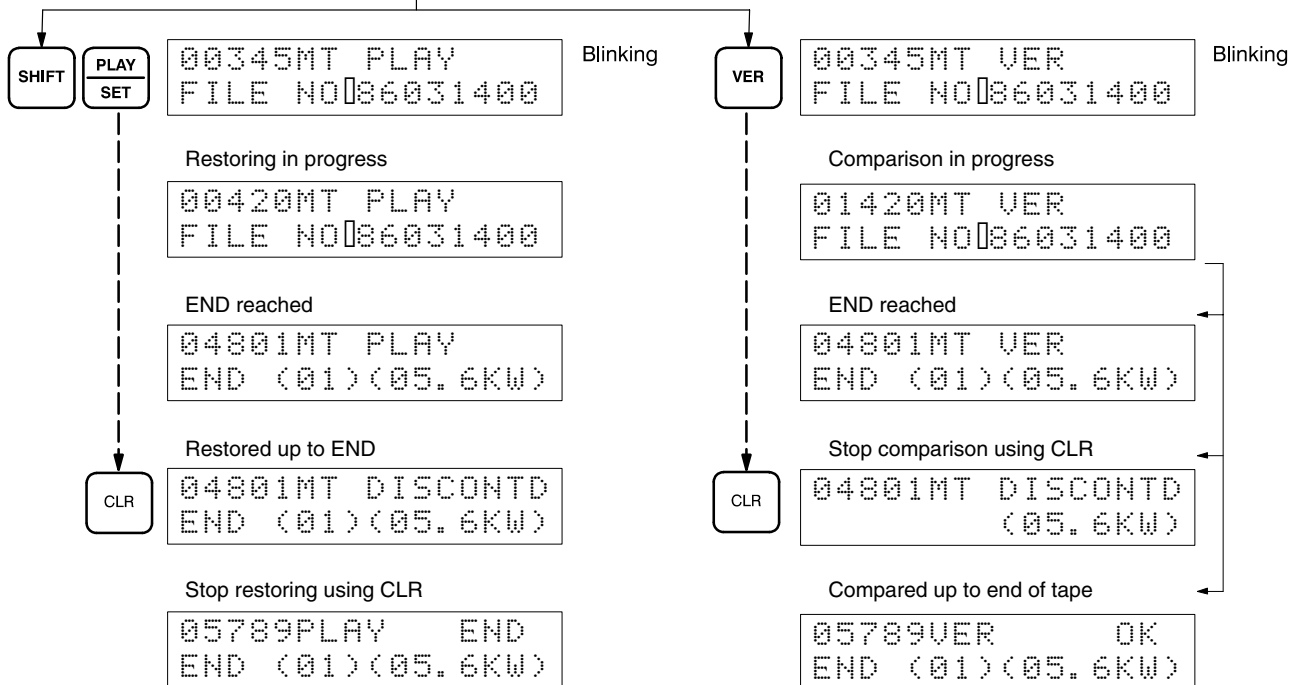 SHIFT
PLAY
SET
00345MT PLAY
FILE NO▯86031400
Blinking
Restoring in progress
00420MT PLAY
FILE NO▯86031400
END reached
04801MT PLAY
END (01)(05.6KW)
Restored up to END
CLR
04801MT DISCONTD
END (01)(05.6KW)
Stop restoring using CLR
05789PLAY END
END (01)(05.6KW)
VER
00345MT VER
FILE NO▯86031400
Blinking
Comparison in progress
01420MT VER
FILE NO▯86031400
END reached
04801MT VER
END (01)(05.6KW)
Stop comparison using CLR
CLR
04801MT DISCONTD
(05.6KW)
Compared up to end of tape
05789VER OK
END (01)(05.6KW)